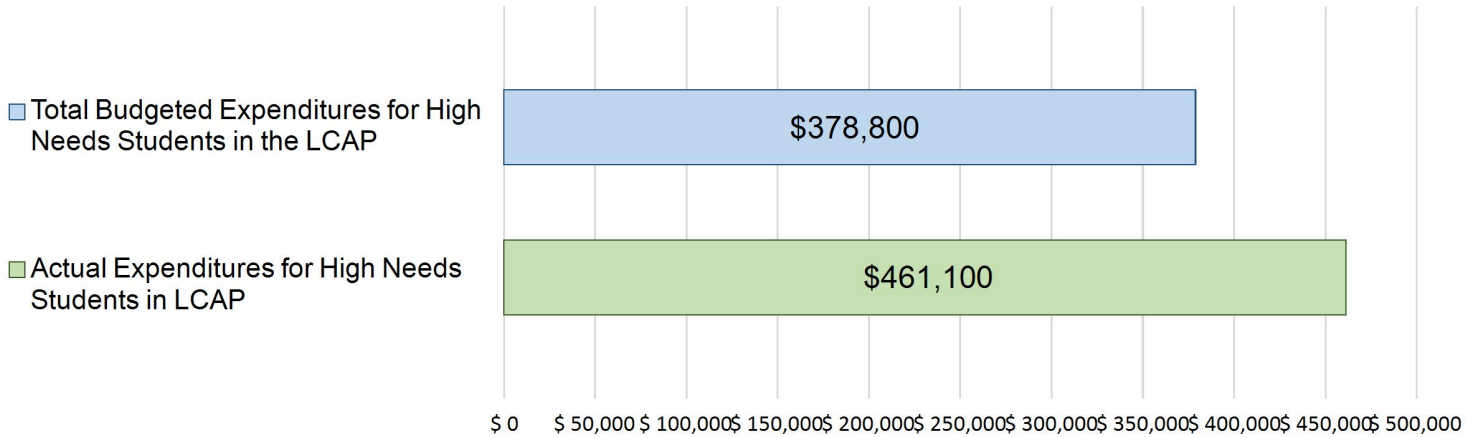 Total Budgeted Expenditures for High
Needs Students in the LCAP
$378,800
Actual Expenditures for High Needs
Students in LCAP
$461,100
$ 0 $ 50,000 $ 100,000 $ 150,000 $ 200,000 $ 250,000 $ 300,000 $ 350,000 $ 400,000 $ 450,000 $ 500,000